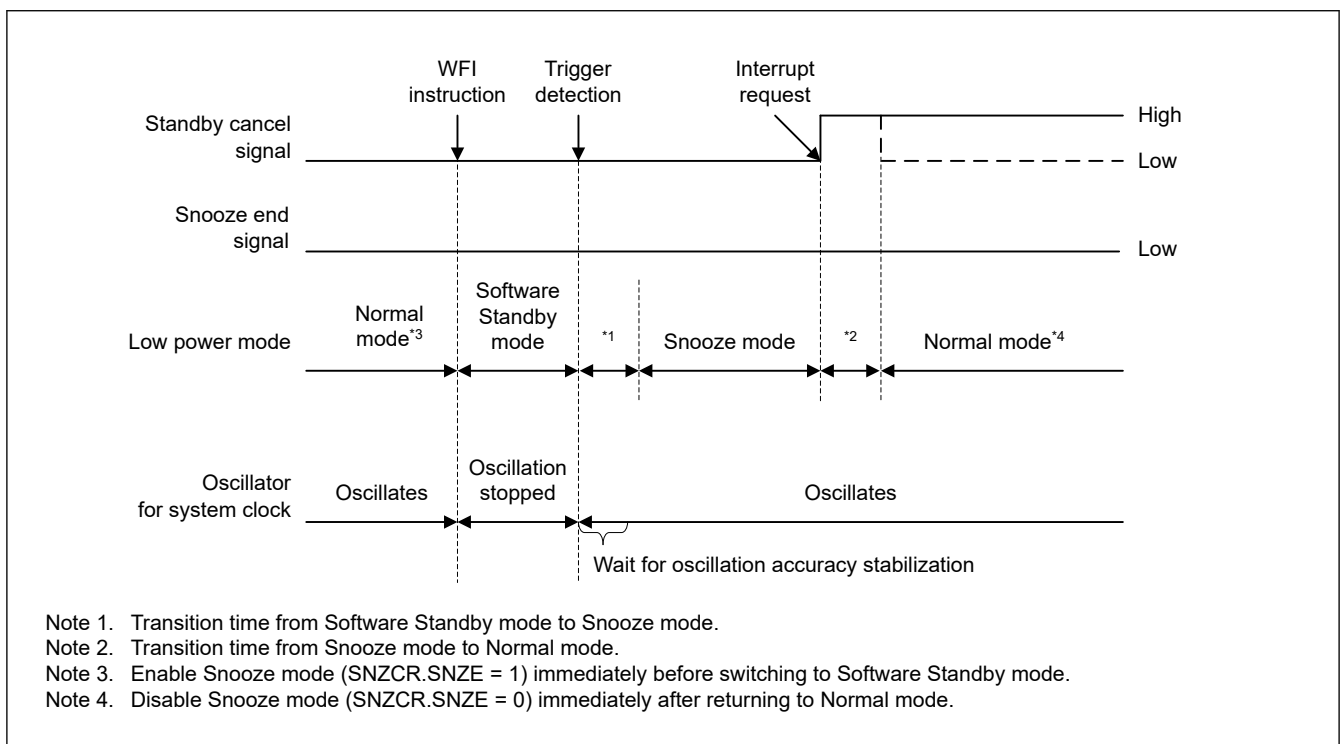 WFI
instruction
Trigger
detection
Interrupt
request
Standby cancel
signal
High
Low
Snooze end
signal
Low
Low power mode
Normal
mode*3
Software
Standby
mode
*1
Snooze mode
*2
Normal mode*4
Oscillator
for system clock
Oscillates
Oscillation
stopped
Oscillates
Wait for oscillation accuracy stabilization
Note 1. Transition time from Software Standby mode to Snooze mode.
Note 2. Transition time from Snooze mode to Normal mode.
Note 3. Enable Snooze mode (SNZCR.SNZE = 1) immediately before switching to Software Standby mode.
Note 4. Disable Snooze mode (SNZCR.SNZE = 0) immediately after returning to Normal mode.